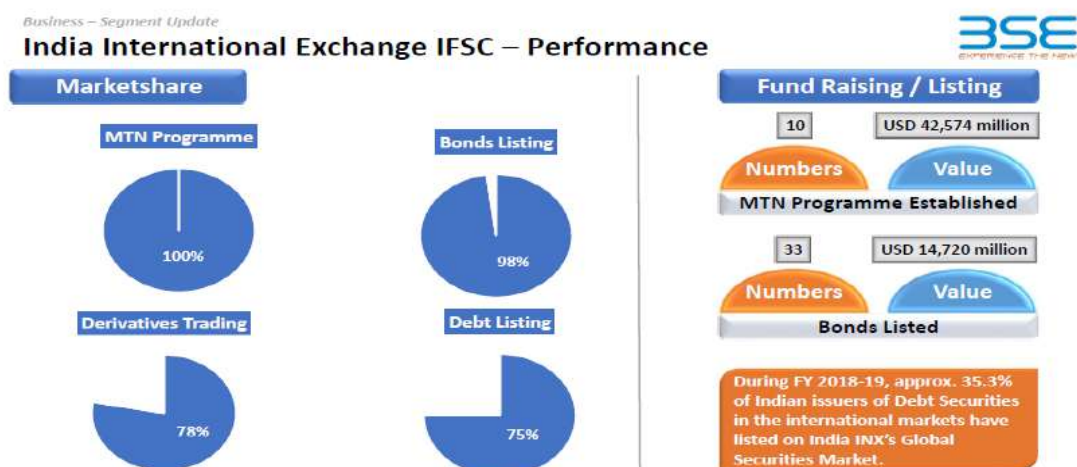 Business – Segment Update
India International Exchange IFSC – Performance
BSE
EXPERIENCE THE NEW
Marketshare
MTN Programme
100%
Bonds Listing
98%
Derivatives Trading
78%
Debt Listing
75%
Fund Raising / Listing
10
USD 42,574 million
Numbers
Value
MTN Programme Established
33
USD 14,720 million
Numbers
Value
Bonds Listed
During FY 2018-19, approx. 35.3%
of Indian issuers of Debt Securities
in the international markets have
listed on India INX's Global
Securities Market.